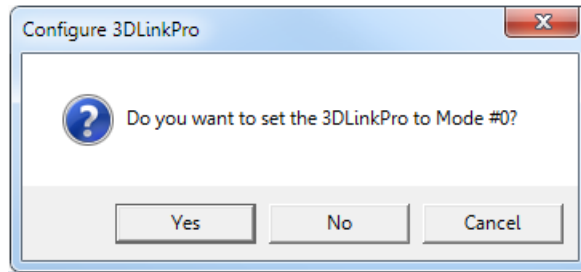 Configure 3DLinkPro
Do you want to set the 3DLinkPro to Mode #0?
Yes No Cancel